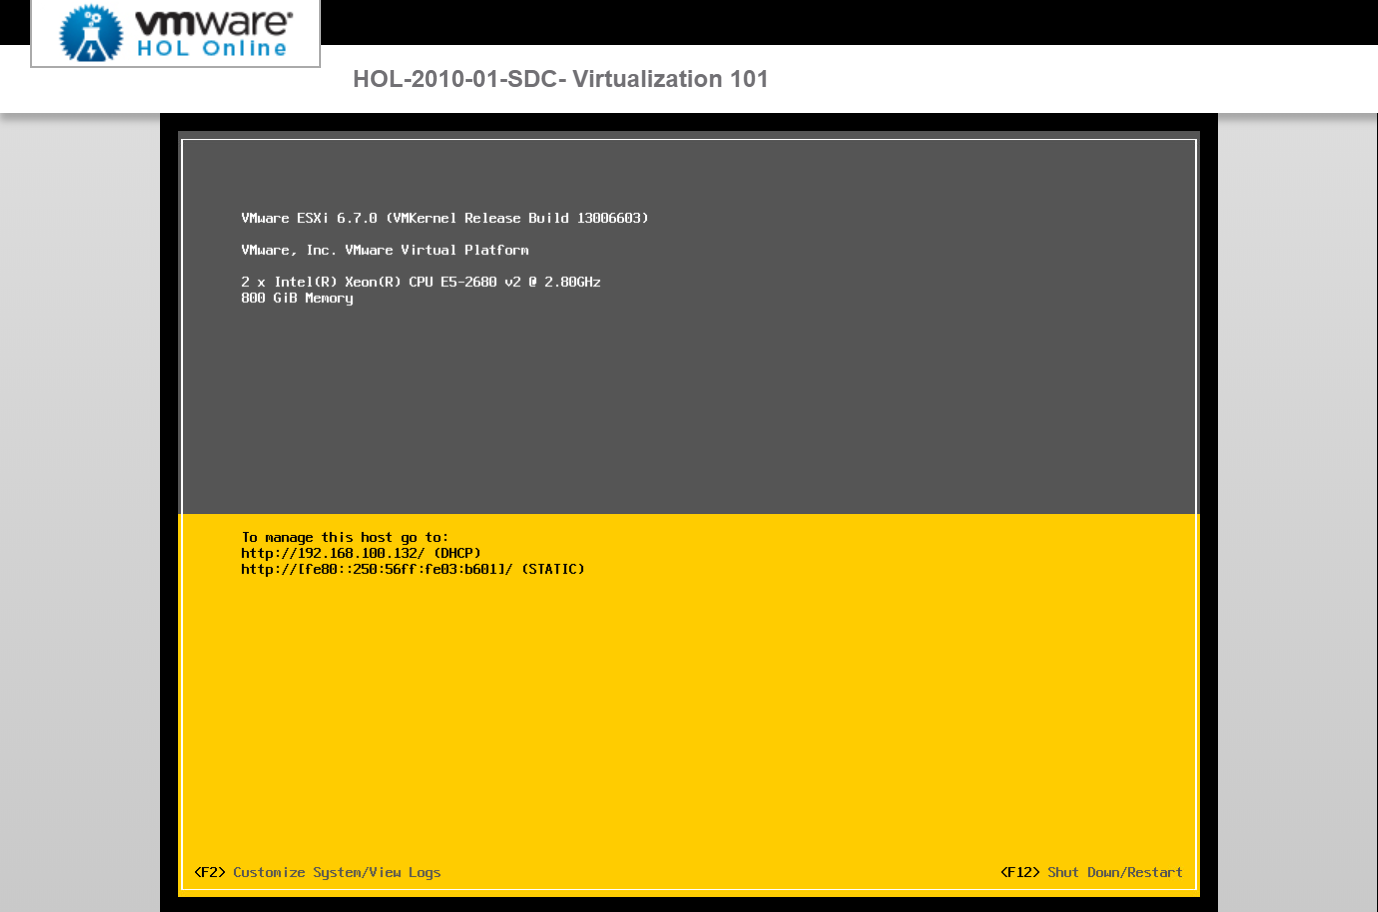 vmware®
HOL Online
HOL-2010-01-SDC- Virtualization 101
VMware ESXi 6.7.0 (VMKernel Release Build 13006603)
VMware, Inc. VMware Virtual Platform
2 x Intel(R) Xeon(R) CPU E5-2680 v2 @ 2.80GHz
800 GiB Memory
To manage this host go to:
http://192.168.100.132/ (DHCP)
http://[fe80::250:56ff:fe03:b601]/ (STATIC)
<F2> Customize System/View Logs
<F12> Shut Down/Restart